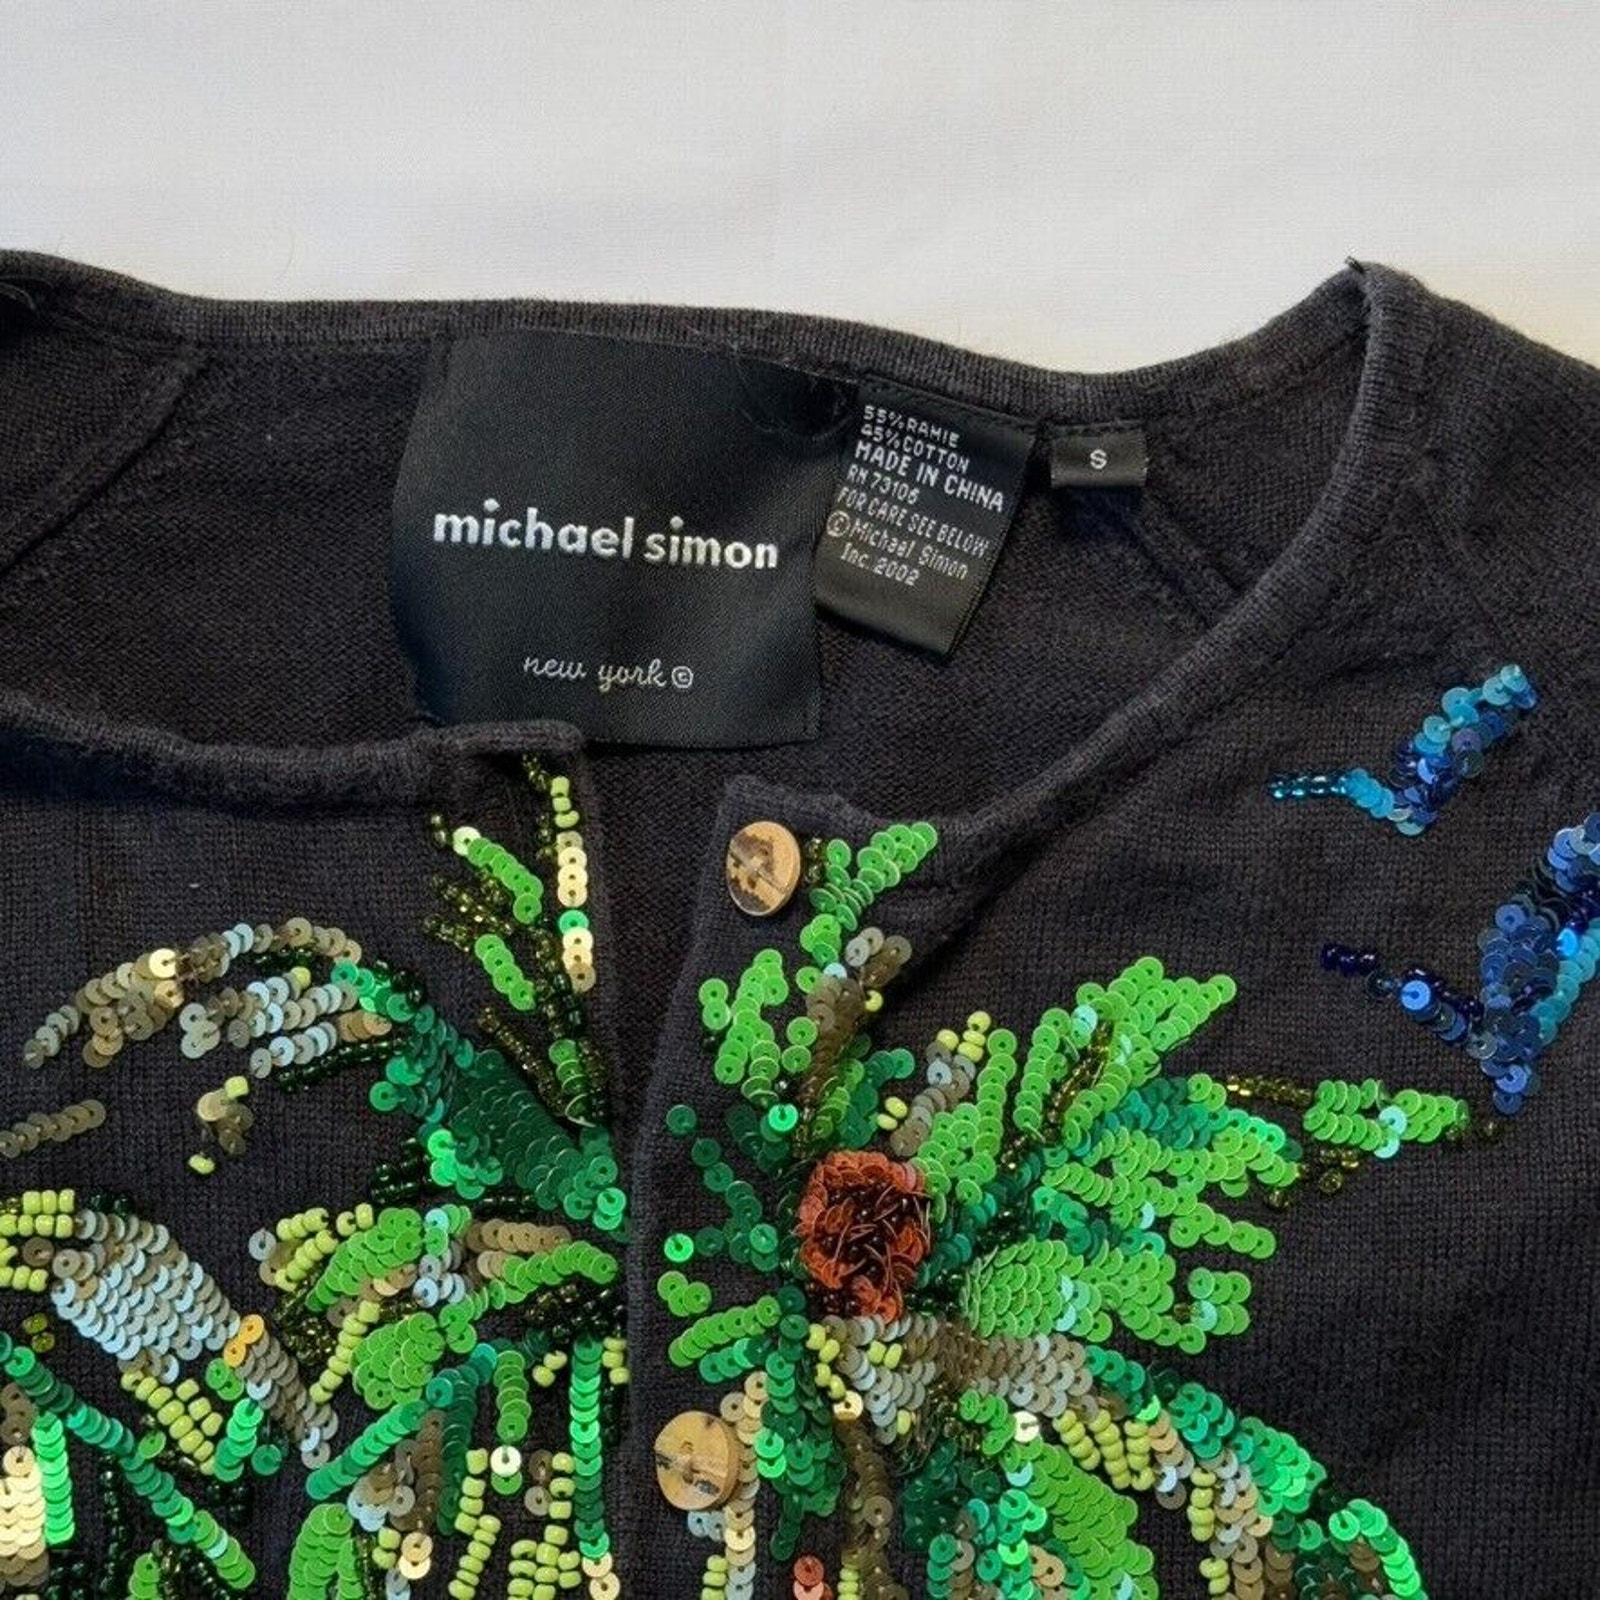 michael simon
new york ©
55% RAMIE
45% COTTON
MADE IN CHINA
RN 73106
FOR CARE SEE BELOW
© Michael Simon
Inc. 2002
S